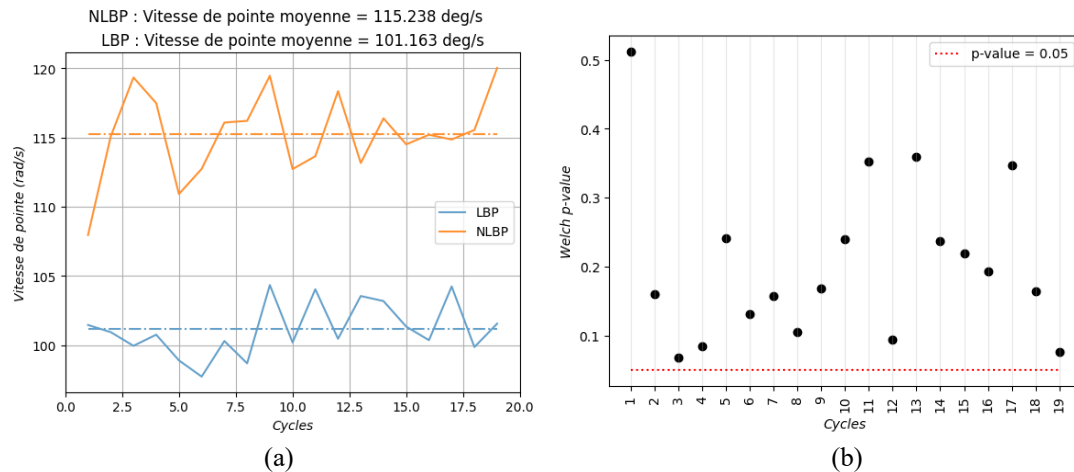 NLBP : Vitesse de pointe moyenne = 115.238 deg/s
LBP : Vitesse de pointe moyenne = 101.163 deg/s
Vitesse de pointe (rad/s)
120
115
110
105
100
LBP
NLBP
0.0 2.5 5.0 7.5 10.0 12.5 15.0 17.5 20.0
Cycles
(a)
p-value = 0.05
Welch p-value
0.5
0.4
0.3
0.2
0.1
1 2 3 4 5 6 7 8 9 10 11 12 13 14 15 16 17 18 19
Cycles
(b)